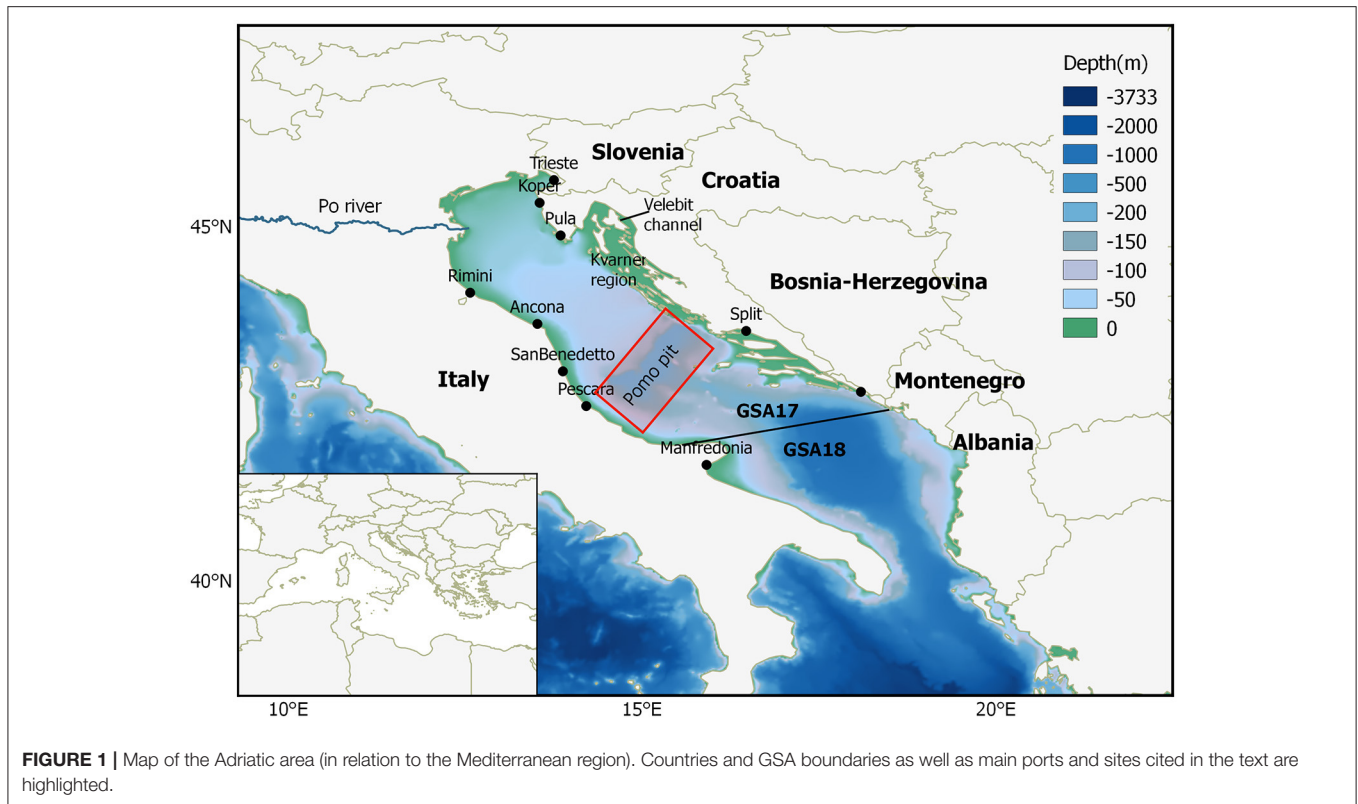 Depth(m)
-3733
-2000
-1000
-500
-200
-150
-100
-50
0
Slovenia
Trieste
Koper
Croatia
Pula
Velebit
channel
Po river
45°N
Kvarner
region
Rimini
Bosnia-Herzegovina
Ancona
Split
SanBenedetto
Pomo pit
Italy
Pescara
Montenegro
GSA17
Albania
Manfredonia
GSA18
40°N
10°E
15°E
20°E
FIGURE 1 | Map of the Adriatic area (in relation to the Mediterranean region). Countries and GSA boundaries as well as main ports and sites cited in the text are
highlighted.